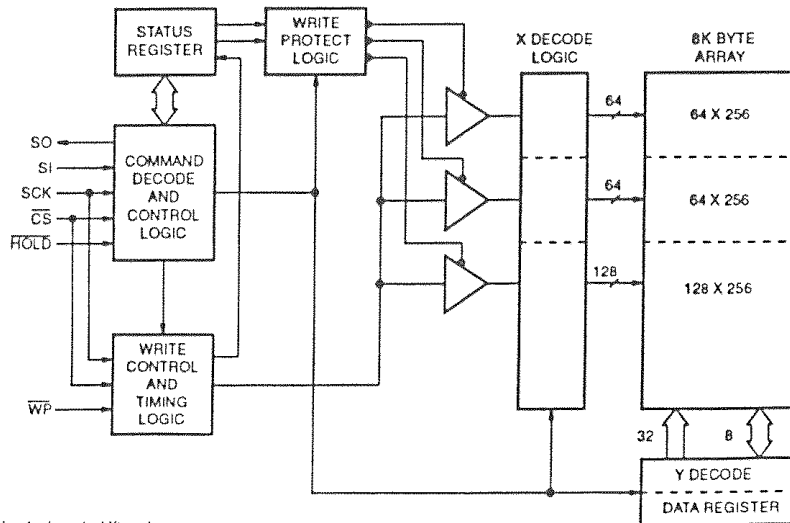 STATUS
REGISTER
WRITE
PROTECT
LOGIC
X DECODE
LOGIC
8K BYTE
ARRAY
64
64 X 256
SO
SI
SCK
CS
HOLD
COMMAND
DECODE
AND
CONTROL
LOGIC
64
64 X 256
128
128 X 256
WRITE
CONTROL
AND
TIMING
LOGIC
WP
32
8
Y DECODE
DATA REGISTER